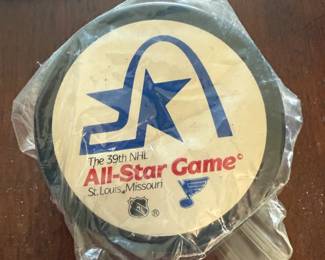 The 39th NHL
All-Star Game©
St. Louis, Missouri
®